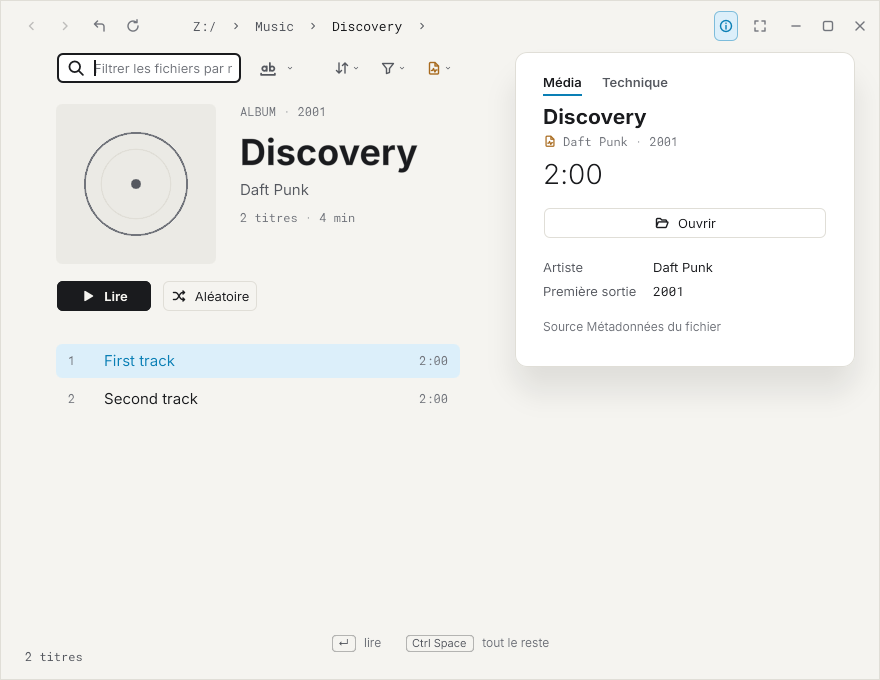 Z:/ Music Discovery
Filtrer les fichiers par r
ab
ALBUM · 2001
Discovery
Daft Punk
2 titres · 4 min
Lire
Aléatoire
1 First track 2:00
2 Second track 2:00
Média Technique
Discovery
Daft Punk · 2001
2:00
Ouvrir
Artiste Daft Punk
Première sortie 2001
Source Métadonnées du fichier
lire Ctrl Space tout le reste
2 titres